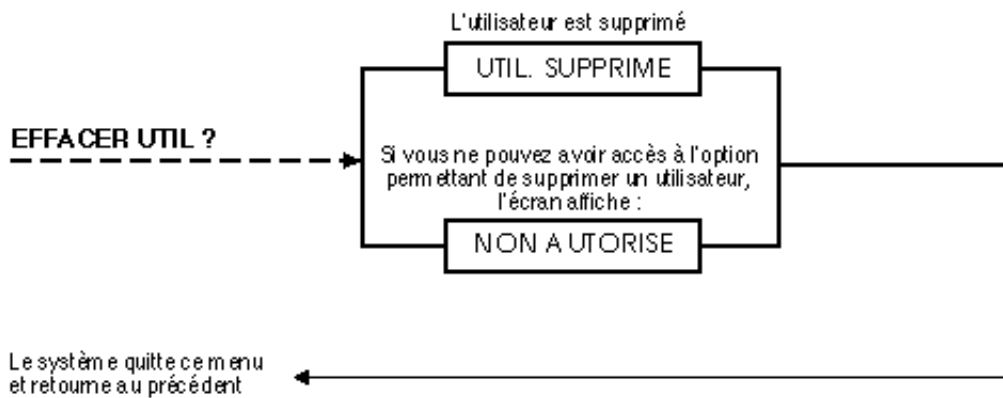 L'utilisateur est supprimé
UTIL. SUPPRIME
EFFACER UTIL ?
Si vous ne pouvez avoir accès à l'option
permettant de supprimer un utilisateur,
l'écran affiche :
NON AUTORISE
Le système quitte ce menu
et retourne au précédent